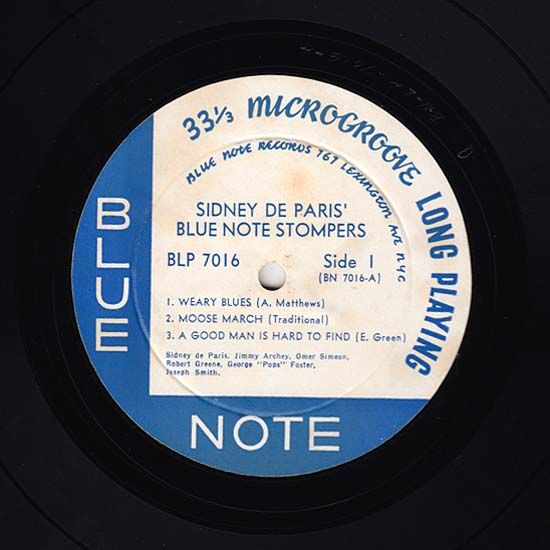 33⅓ MICROGROOVE LONG PLAYING
BLUE NOTE RECORDS 767 LEXINGTON AVE NYC
SIDNEY DE PARIS'
BLUE NOTE STOMPERS
BLP 7016 Side 1
(BN 7016-A)
1. WEARY BLUES (A. Matthews)
2. MOOSE MARCH (Traditional)
3. A GOOD MAN IS HARD TO FIND (E. Green)
Sidney de Paris, Jimmy Archey, Omer Simeon,
Robert Greene, George "Pops" Foster,
Joseph Smith.
BLUE
NOTE